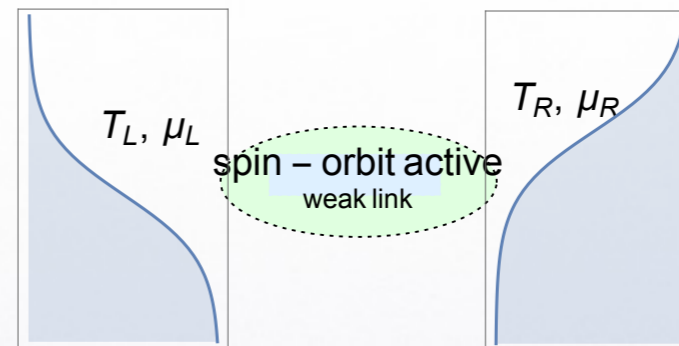 T_L, μ_L
T_R, μ_R
spin – orbit active
weak link